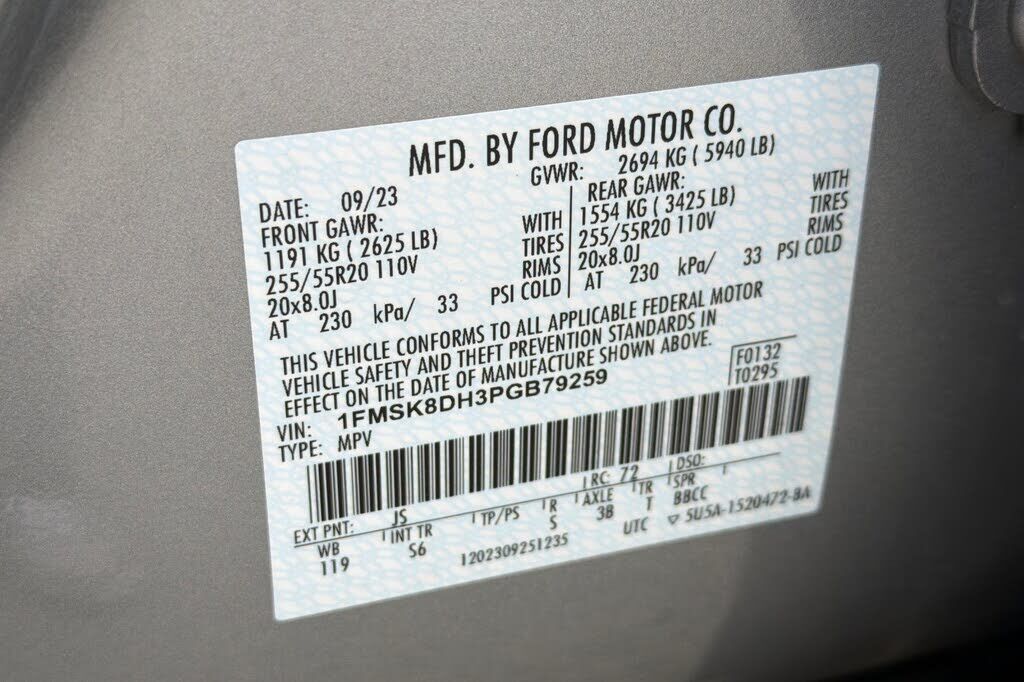 MFD. BY FORD MOTOR CO.
DATE: 09/23
GVWR: 2694 KG ( 5940 LB)
FRONT GAWR:
1191 KG ( 2625 LB) WITH
255/55R20 110V TIRES
20x8.0J RIMS
AT 230 kPa/ 33 PSI COLD
REAR GAWR:
1554 KG ( 3425 LB) WITH
255/55R20 110V TIRES
20x8.0J RIMS
AT 230 kPa/ 33 PSI COLD
THIS VEHICLE CONFORMS TO ALL APPLICABLE FEDERAL MOTOR
VEHICLE SAFETY AND THEFT PREVENTION STANDARDS IN
EFFECT ON THE DATE OF MANUFACTURE SHOWN ABOVE.
F0132
T0295
VIN: 1FMSK8DH3PGB79259
TYPE: MPV
EXT PNT: JS RC: 72 DSO:
WB INT TR TP/PS R AXLE TR SPR
119 S6 S 3B T BBCC
1202309251235 UTC ▽ 5U5A-1520472-BA